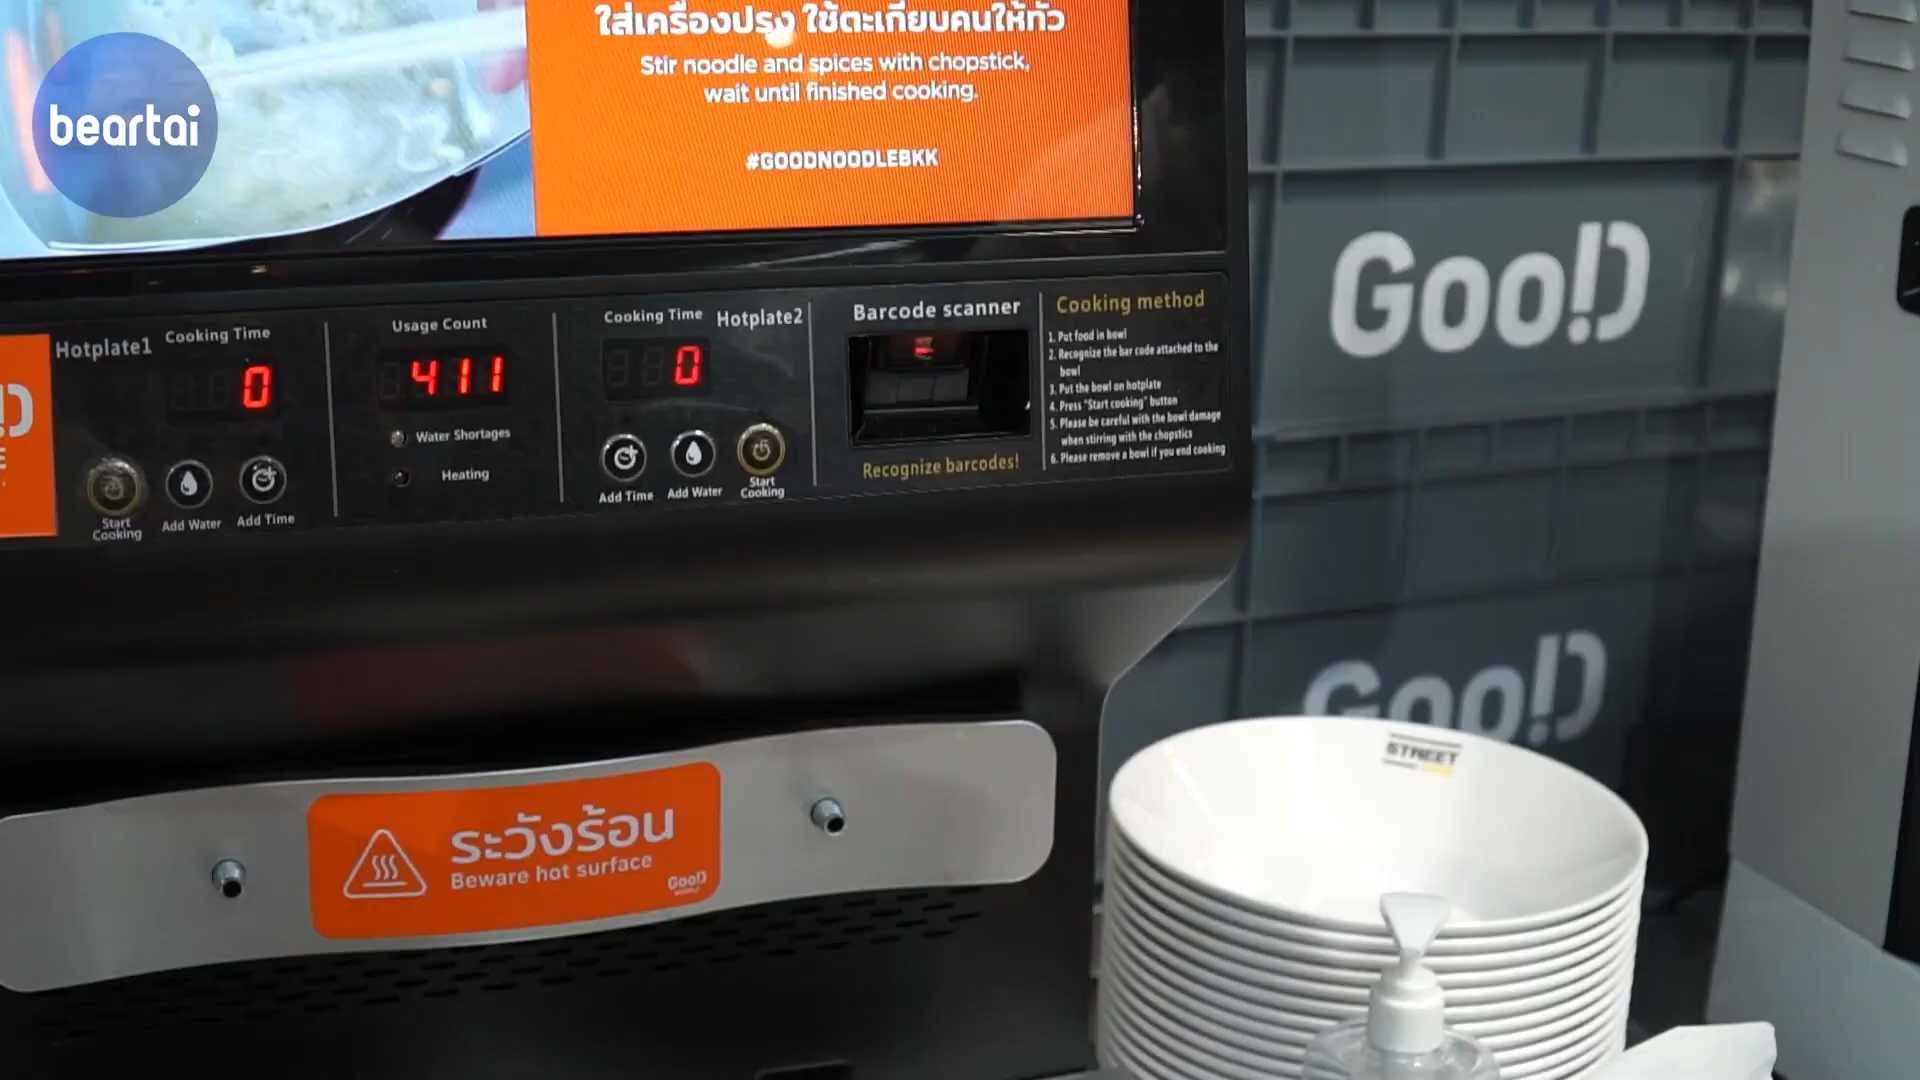 beartai
ใส่เครื่องปรุง ใช้ตะเกียบคนให้ทั่ว
Stir noodle and spices with chopstick,
wait until finished cooking.
#GOODNOODLEBKK
Hotplate1
Cooking Time
0
Start
Cooking
Add Water
Add Time
Usage Count
411
Water Shortages
Heating
Cooking Time
Hotplate2
0
Add Time
Add Water
Start
Cooking
Barcode scanner
Recognize barcodes!
Cooking method
1. Put food in bowl
2. Recognize the bar code attached to the
bowl
3. Put the bowl on hotplate
4. Press "Start cooking" button
5. Please be careful with the bowl damage
when stirring with the chopstics
6. Please remove a bowl if you end cooking
GooD
GooD
ระวังร้อน
Beware hot surface
GooD
STREET